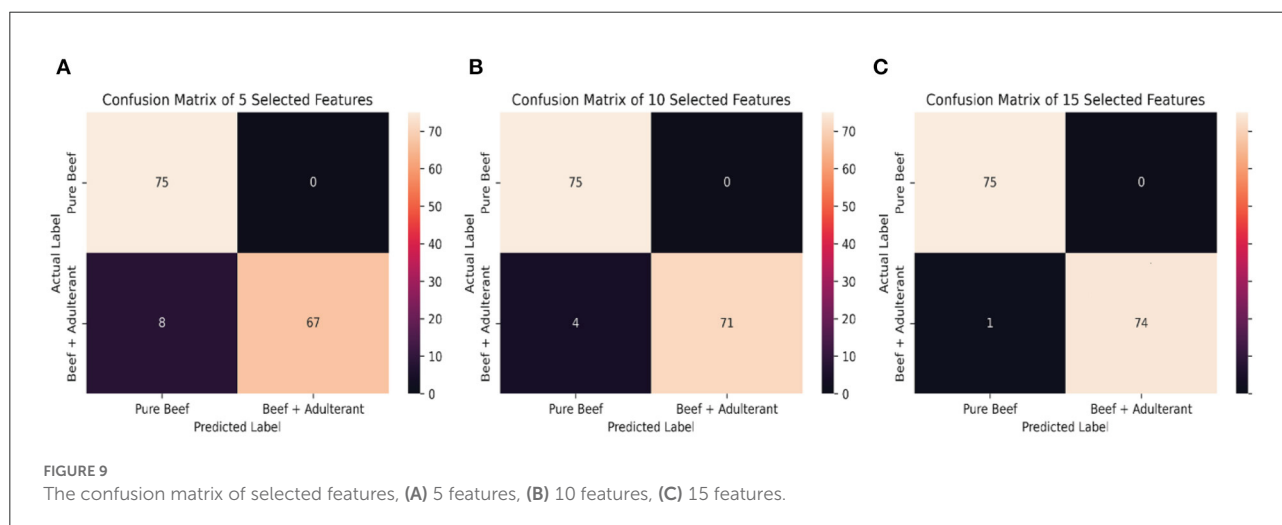 A
Confusion Matrix of 5 Selected Features
Actual Label
Pure Beef
Beef + Adulterant
75
0
8
67
Pure Beef
Beef + Adulterant
Predicted Label
70
60
50
40
30
20
10
0
B
Confusion Matrix of 10 Selected Features
Actual Label
Pure Beef
Beef + Adulterant
75
0
4
71
Pure Beef
Beef + Adulterant
Predicted Label
70
60
50
40
30
20
10
0
C
Confusion Matrix of 15 Selected Features
Actual Label
Pure Beef
Beef + Adulterant
75
0
1
74
Pure Beef
Beef + Adulterant
Predicted Label
FIGURE 9
The confusion matrix of selected features, (A) 5 features, (B) 10 features, (C) 15 features.